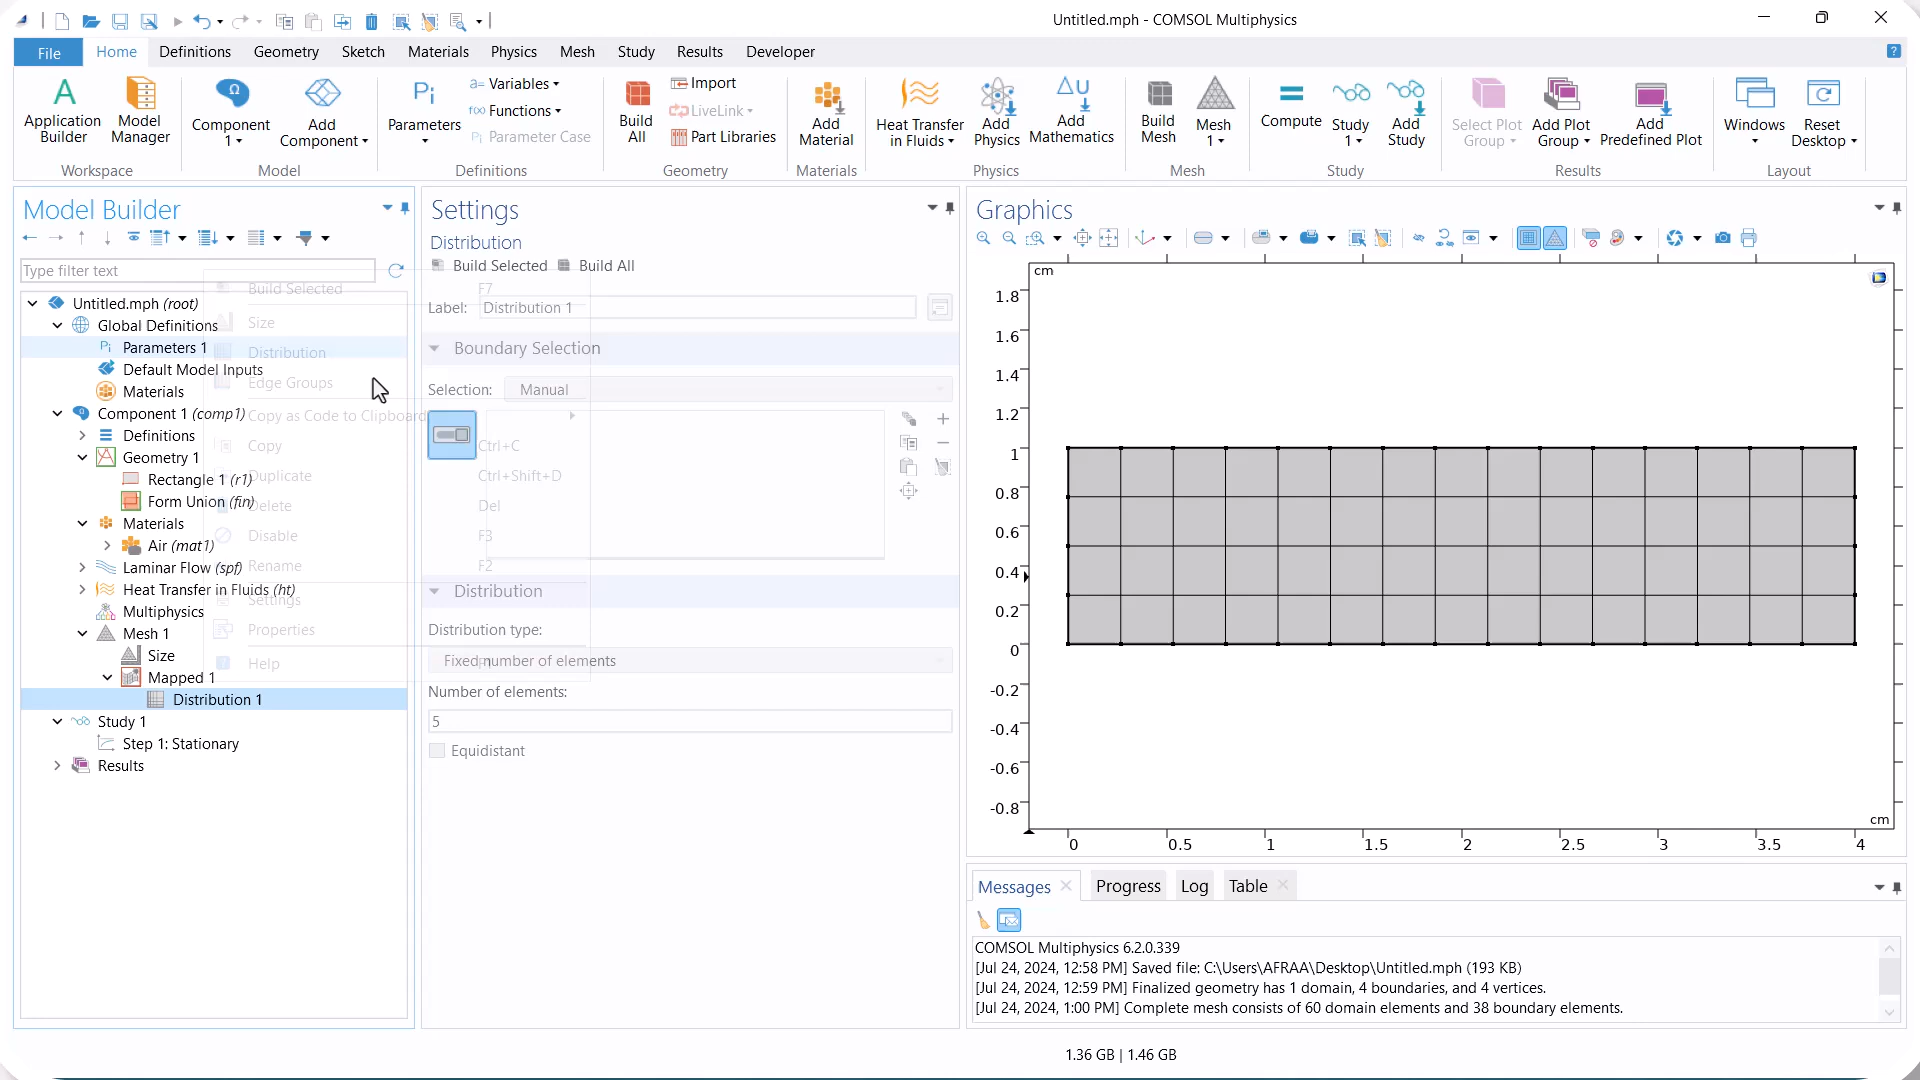 Untitled.mph - COMSOL Multiphysics
File
Home
Definitions
Geometry
Sketch
Materials
Physics
Mesh
Study
Results
Developer
Application Builder
Model Manager
Workspace
Component 1
Add Component
Model
Pi
Parameters
a= Variables
f(x) Functions
Pi Parameter Case
Definitions
Build All
Import
LiveLink
Part Libraries
Geometry
Add Material
Materials
Heat Transfer in Fluids
Add Physics
ΔU
Add Mathematics
Physics
Build Mesh
Mesh 1
Mesh
Compute
Study 1
Add Study
Study
Select Plot Group
Add Plot Group
Add Predefined Plot
Results
Windows
Reset Desktop
Layout
Model Builder
Type filter text
Untitled.mph (root)
Global Definitions
Pi Parameters 1
Default Model Inputs
Materials
Component 1 (comp1)
Definitions
Geometry 1
Rectangle 1 (r1)
Form Union (fin)
Materials
Air (mat1)
Laminar Flow (spf)
Heat Transfer in Fluids (ht)
Multiphysics
Mesh 1
Size
Mapped 1
Distribution 1
Study 1
Step 1: Stationary
Results
Build Selected
F7
Size
Distribution
Edge Groups
Copy as Code to Clipboard
Copy
Ctrl+C
Duplicate
Ctrl+Shift+D
Delete
Del
Disable
F3
Rename
F2
Settings
Properties
Help
Settings
Distribution
Build Selected
Build All
Label:
Distribution 1
Boundary Selection
Selection:
Manual
Distribution
Distribution type:
Fixed number of elements
Number of elements:
5
Equidistant
Graphics
cm
1.8
1.6
1.4
1.2
1
0.8
0.6
0.4
0.2
0
-0.2
-0.4
-0.6
-0.8
cm
0
0.5
1
1.5
2
2.5
3
3.5
4
Messages
Progress
Log
Table
COMSOL Multiphysics 6.2.0.339
[Jul 24, 2024, 12:58 PM] Saved file: C:\Users\AFRAA\Desktop\Untitled.mph (193 KB)
[Jul 24, 2024, 12:59 PM] Finalized geometry has 1 domain, 4 boundaries, and 4 vertices.
[Jul 24, 2024, 1:00 PM] Complete mesh consists of 60 domain elements and 38 boundary elements.
1.36 GB | 1.46 GB